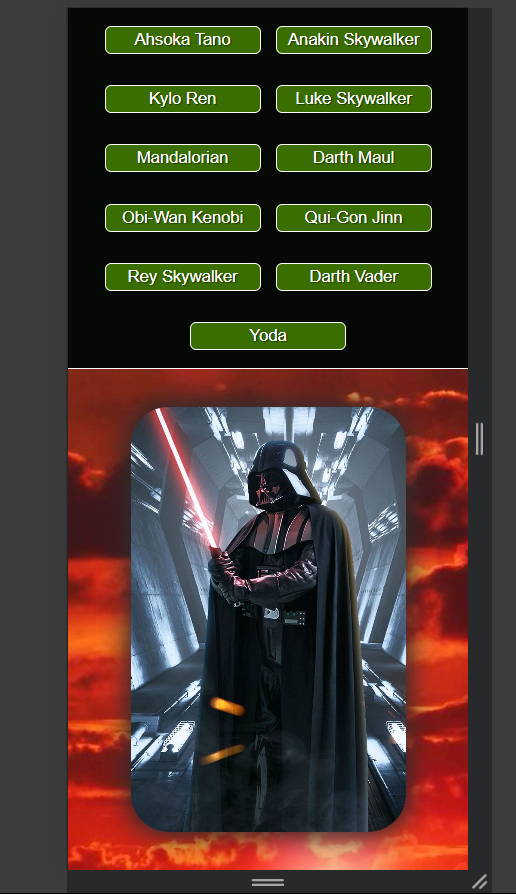 Ahsoka Tano Anakin Skywalker
Kylo Ren Luke Skywalker
Mandalorian Darth Maul
Obi-Wan Kenobi Qui-Gon Jinn
Rey Skywalker Darth Vader
Yoda